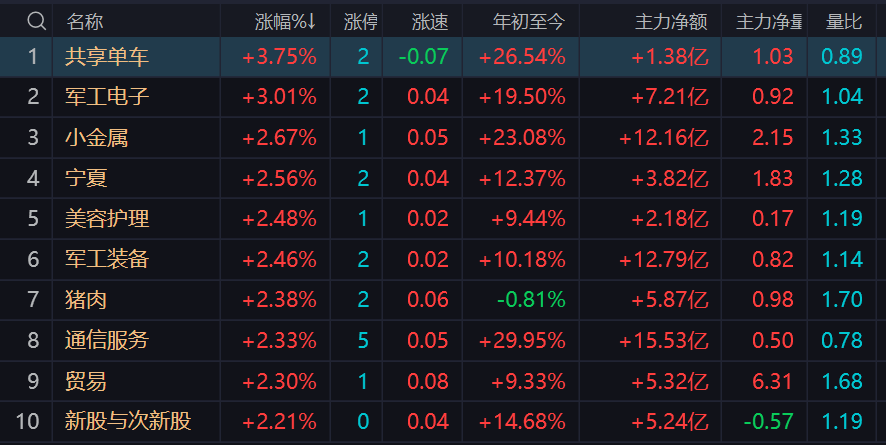 名称 涨幅%↓ 涨停 涨速 年初至今 主力净额 主力净量 量比
1 共享单车 +3.75% 2 -0.07 +26.54% +1.38亿 1.03 0.89
2 军工电子 +3.01% 2 0.04 +19.50% +7.21亿 0.92 1.04
3 小金属 +2.67% 1 0.05 +23.08% +12.16亿 2.15 1.33
4 宁夏 +2.56% 2 0.04 +12.37% +3.82亿 1.83 1.28
5 美容护理 +2.48% 1 0.02 +9.44% +2.18亿 0.17 1.19
6 军工装备 +2.46% 2 0.02 +10.18% +12.79亿 0.82 1.14
7 猪肉 +2.38% 2 0.06 -0.81% +5.87亿 0.98 1.70
8 通信服务 +2.33% 5 0.05 +29.95% +15.53亿 0.50 0.78
9 贸易 +2.30% 1 0.08 +9.33% +5.32亿 6.31 1.68
10 新股与次新股 +2.21% 0 0.04 +14.68% +5.24亿 -0.57 1.19